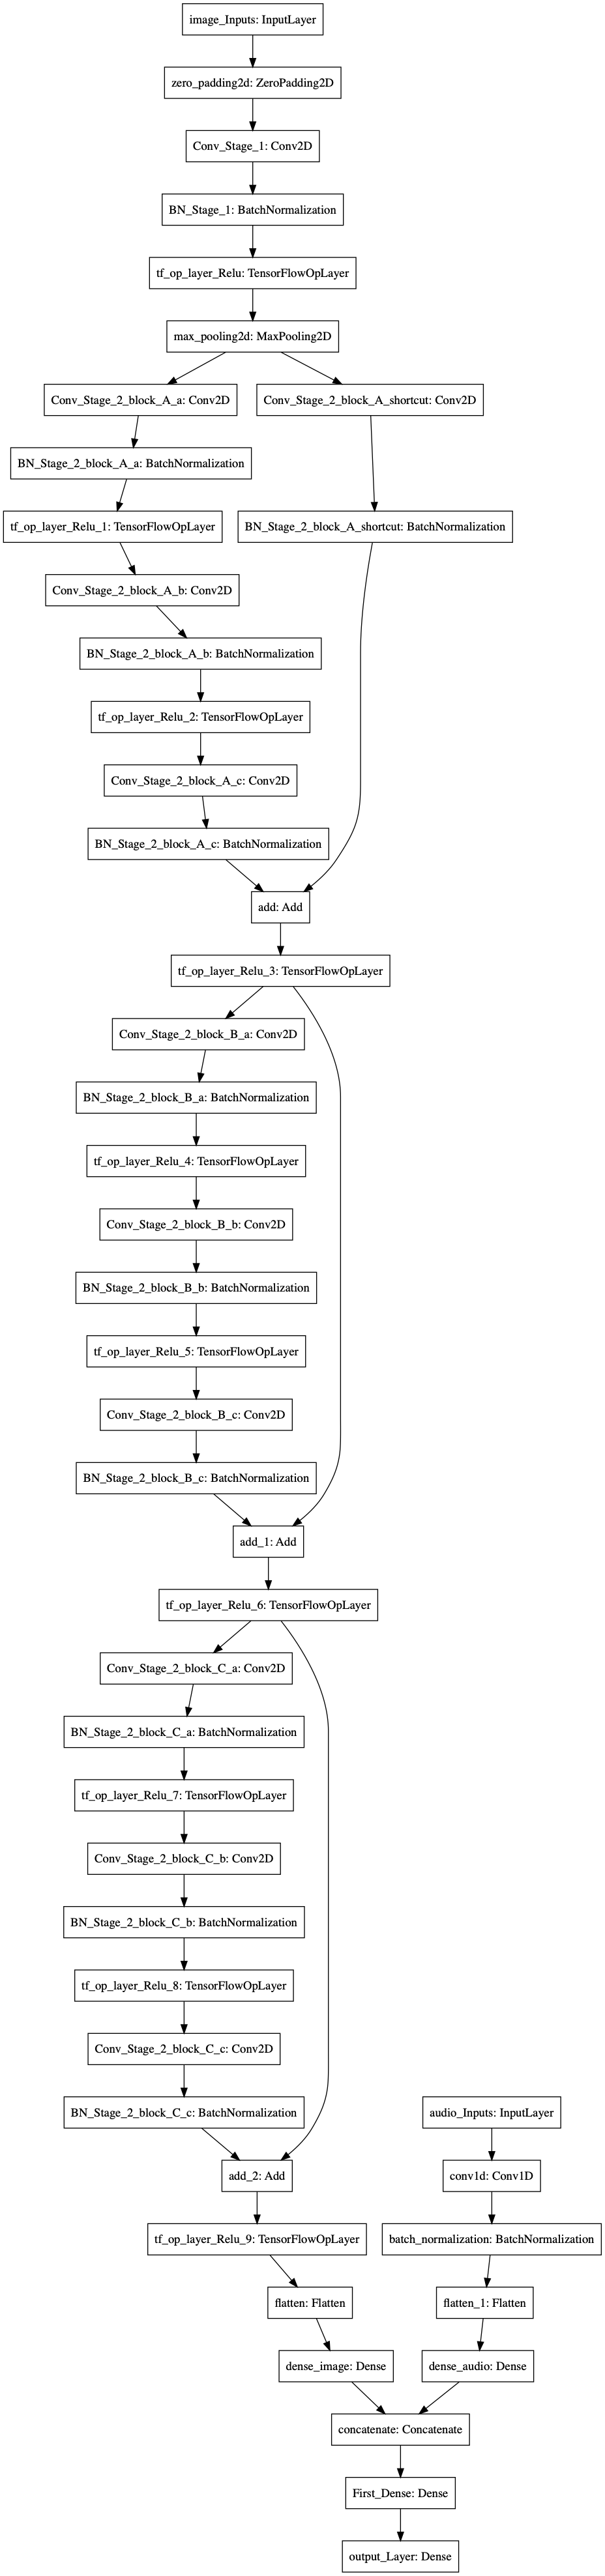 image_Inputs: InputLayer
zero_padding2d: ZeroPadding2D
Conv_Stage_1: Conv2D
BN_Stage_1: BatchNormalization
tf_op_layer_Relu: TensorFlowOpLayer
max_pooling2d: MaxPooling2D
Conv_Stage_2_block_A_a: Conv2D
Conv_Stage_2_block_A_shortcut: Conv2D
BN_Stage_2_block_A_a: BatchNormalization
tf_op_layer_Relu_1: TensorFlowOpLayer
BN_Stage_2_block_A_shortcut: BatchNormalization
Conv_Stage_2_block_A_b: Conv2D
BN_Stage_2_block_A_b: BatchNormalization
tf_op_layer_Relu_2: TensorFlowOpLayer
Conv_Stage_2_block_A_c: Conv2D
BN_Stage_2_block_A_c: BatchNormalization
add: Add
tf_op_layer_Relu_3: TensorFlowOpLayer
Conv_Stage_2_block_B_a: Conv2D
BN_Stage_2_block_B_a: BatchNormalization
tf_op_layer_Relu_4: TensorFlowOpLayer
Conv_Stage_2_block_B_b: Conv2D
BN_Stage_2_block_B_b: BatchNormalization
tf_op_layer_Relu_5: TensorFlowOpLayer
Conv_Stage_2_block_B_c: Conv2D
BN_Stage_2_block_B_c: BatchNormalization
add_1: Add
tf_op_layer_Relu_6: TensorFlowOpLayer
Conv_Stage_2_block_C_a: Conv2D
BN_Stage_2_block_C_a: BatchNormalization
tf_op_layer_Relu_7: TensorFlowOpLayer
Conv_Stage_2_block_C_b: Conv2D
BN_Stage_2_block_C_b: BatchNormalization
tf_op_layer_Relu_8: TensorFlowOpLayer
Conv_Stage_2_block_C_c: Conv2D
BN_Stage_2_block_C_c: BatchNormalization
audio_Inputs: InputLayer
add_2: Add
conv1d: Conv1D
tf_op_layer_Relu_9: TensorFlowOpLayer
batch_normalization: BatchNormalization
flatten: Flatten
flatten_1: Flatten
dense_image: Dense
dense_audio: Dense
concatenate: Concatenate
First_Dense: Dense
output_Layer: Dense